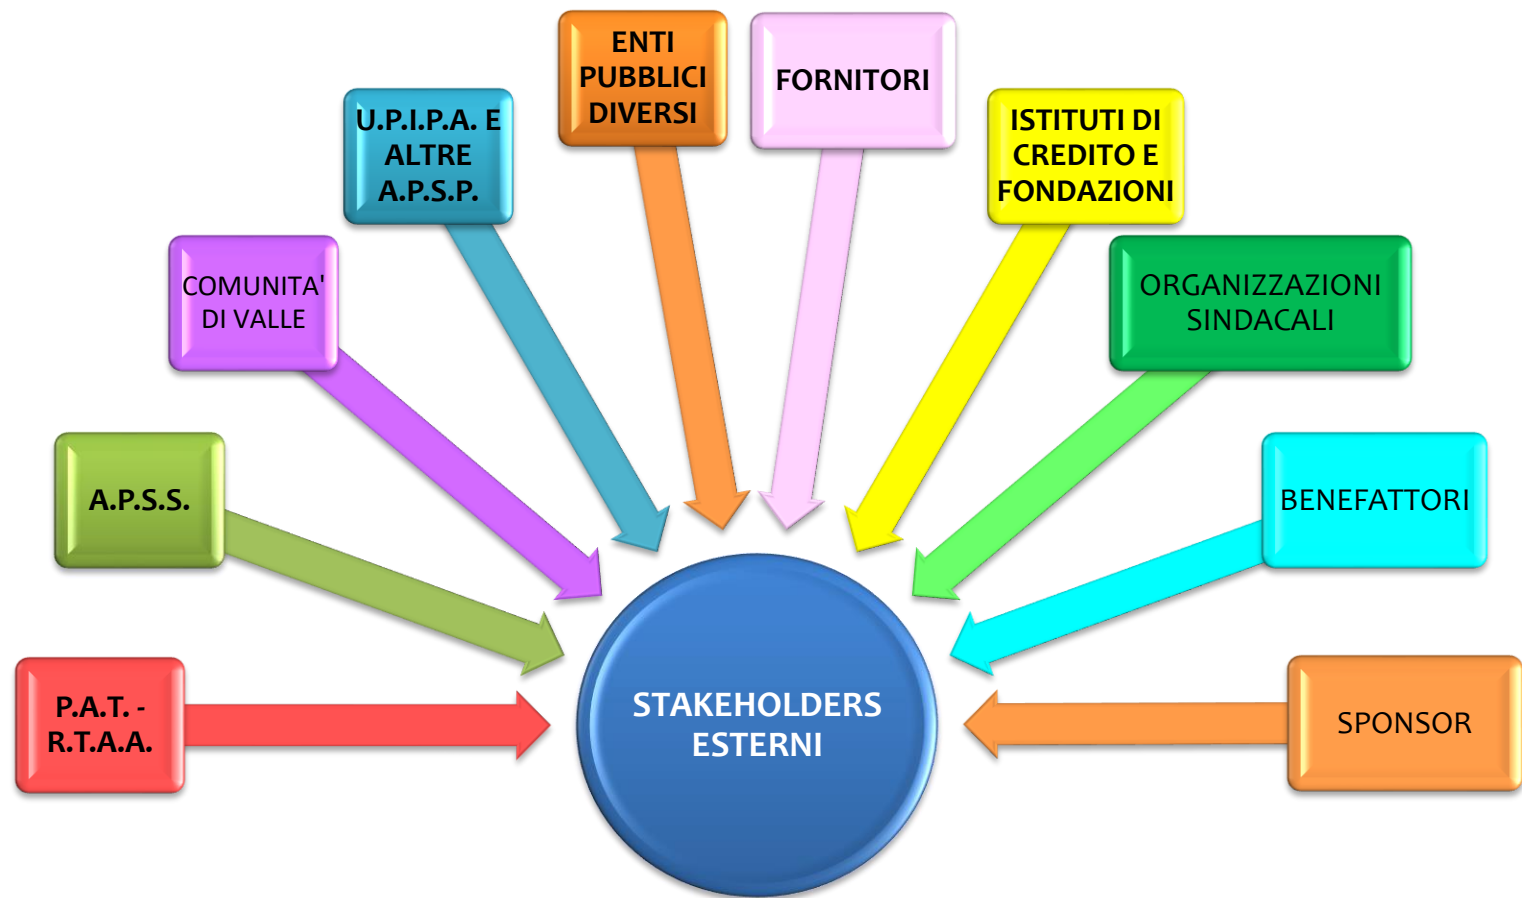 ENTI
PUBBLICI
DIVERSI
FORNITORI
U.P.I.P.A. E
ALTRE
A.P.S.P.
ISTITUTI DI
CREDITO E
FONDAZIONI
COMUNITA'
DI VALLE
ORGANIZZAZIONI
SINDACALI
A.P.S.S.
BENEFATTORI
P.A.T. -
R.T.A.A.
STAKEHOLDERS
ESTERNI
SPONSOR